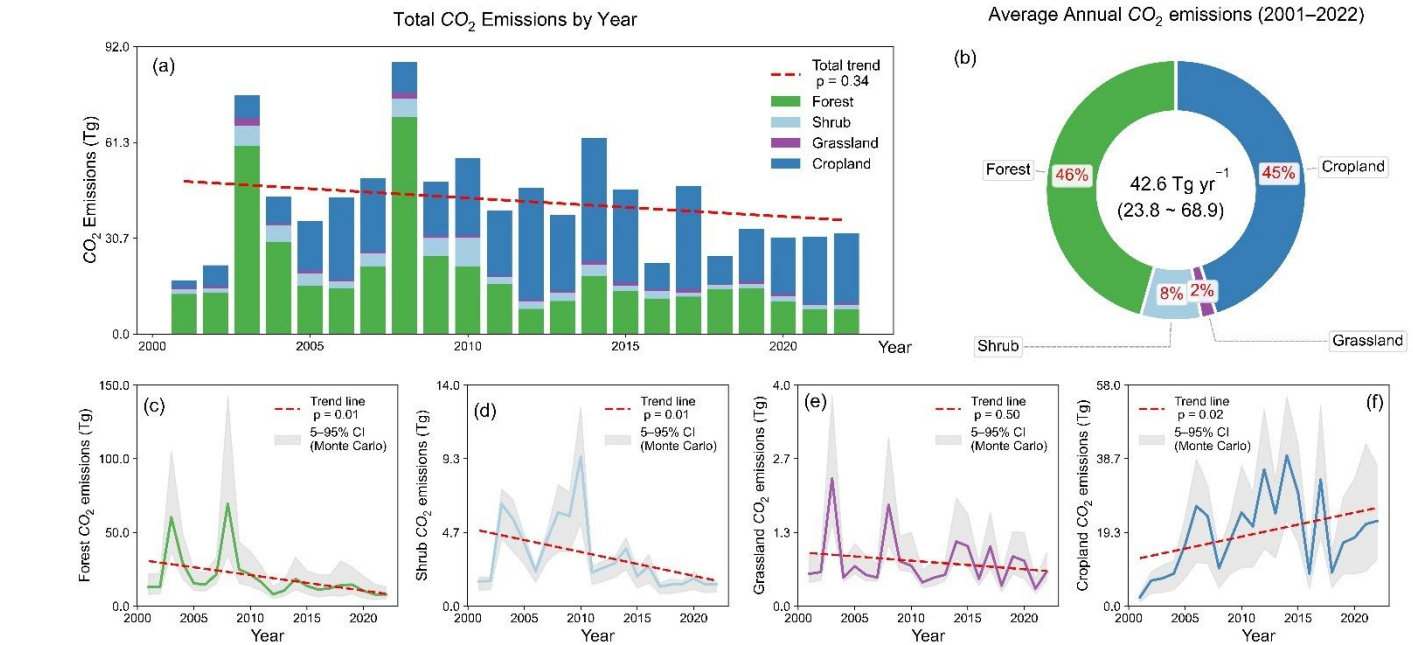 Total CO2 Emissions by Year
(a)
CO2 Emissions (Tg)
92.0
61.3
30.7
0.0
2000
2005
2010
2015
2020
Year
Total trend
p = 0.34
Forest
Shrub
Grassland
Cropland
Average Annual CO2 emissions (2001–2022)
(b)
Forest
46%
42.6 Tg yr−1
(23.8 ~ 68.9)
45%
Cropland
8%
2%
Shrub
Grassland
(c)
Forest CO2 emissions (Tg)
150.0
100.0
50.0
0.0
2000
2005
2010
2015
2020
Year
Trend line
p = 0.01
5–95% CI
(Monte Carlo)
(d)
Shrub CO2 emissions (Tg)
14.0
9.3
4.7
0.0
2000
2005
2010
2015
2020
Year
Trend line
p = 0.01
5–95% CI
(Monte Carlo)
(e)
Grassland CO2 emissions (Tg)
4.0
2.7
1.3
0.0
2000
2005
2010
2015
2020
Year
Trend line
p = 0.50
5–95% CI
(Monte Carlo)
(f)
Cropland CO2 emissions (Tg)
58.0
38.7
19.3
0.0
2000
2005
2010
2015
2020
Year
Trend line
p = 0.02
5–95% CI
(Monte Carlo)